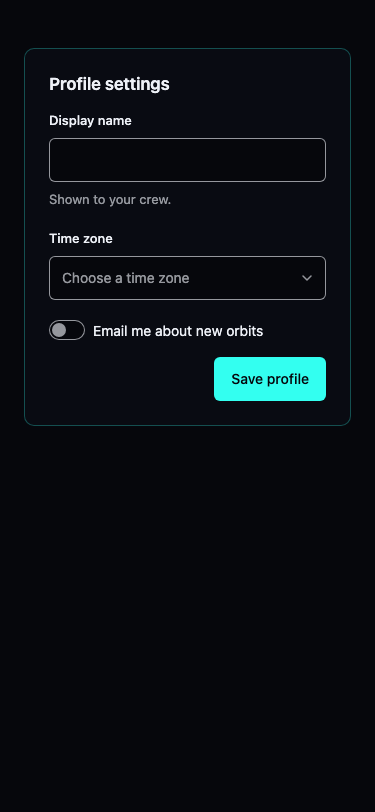 Profile settings
Display name
Shown to your crew.
Time zone
Choose a time zone
Email me about new orbits
Save profile